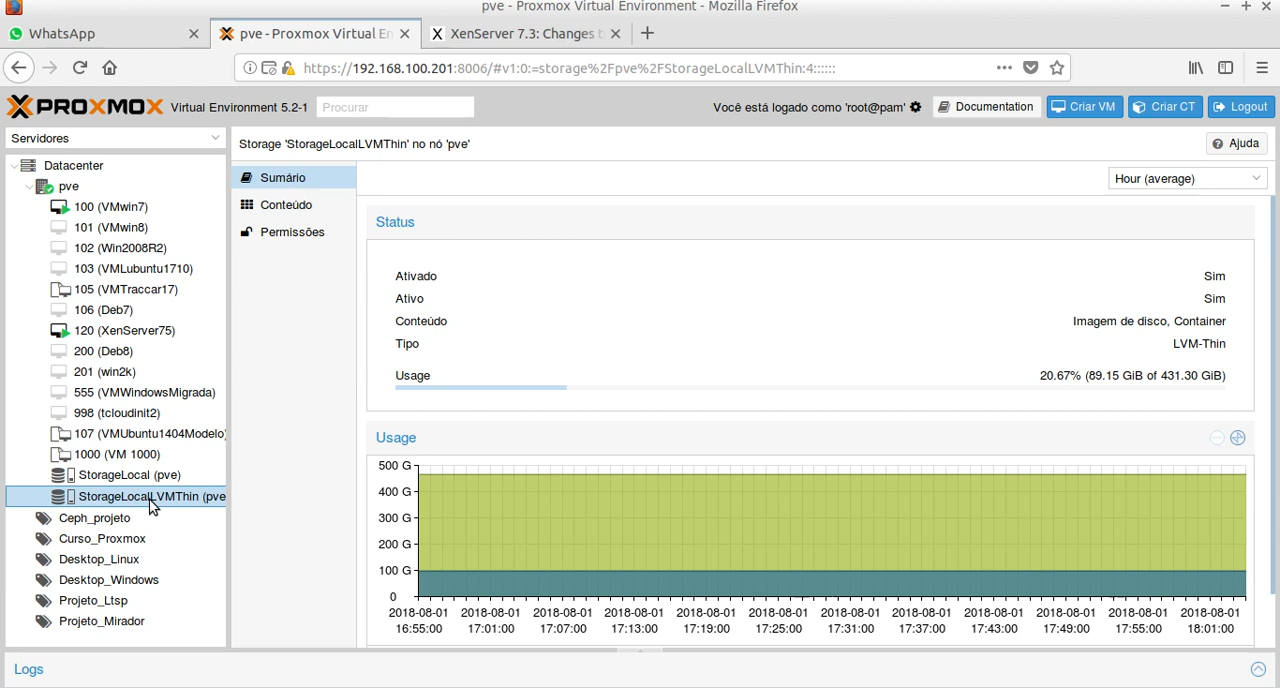 pve - Proxmox Virtual Environment - Mozilla Firefox
WhatsApp
pve - Proxmox Virtual En
XenServer 7.3: Changes t
https://192.168.100.201:8006/#v1:0:=storage%2Fpve%2FStorageLocalLVMThin:4::::::
PROXMOX Virtual Environment 5.2-1
Procurar
Você está logado como 'root@pam'
Documentation
Criar VM
Criar CT
Logout
Servidores
Datacenter
pve
100 (VMwin7)
101 (VMwin8)
102 (Win2008R2)
103 (VMLubuntu1710)
105 (VMTraccar17)
106 (Deb7)
120 (XenServer75)
200 (Deb8)
201 (win2k)
555 (VMWindowsMigrada)
998 (tcloudinit2)
107 (VMUbuntu1404Modelo)
1000 (VM 1000)
StorageLocal (pve)
StorageLocalLVMThin (pve
Ceph_projeto
Curso_Proxmox
Desktop_Linux
Desktop_Windows
Projeto_Ltsp
Projeto_Mirador
Storage 'StorageLocalLVMThin' no nó 'pve'
Ajuda
Sumário
Conteúdo
Permissões
Hour (average)
Status
Ativado Sim
Ativo Sim
Conteúdo Imagem de disco, Container
Tipo LVM-Thin
Usage 20.67% (89.15 GiB of 431.30 GiB)
Usage
500 G
400 G
300 G
200 G
100 G
0
2018-08-01 2018-08-01 2018-08-01 2018-08-01 2018-08-01 2018-08-01 2018-08-01 2018-08-01 2018-08-01 2018-08-01 2018-08-01 2018-08-01
16:55:00 17:01:00 17:07:00 17:13:00 17:19:00 17:25:00 17:31:00 17:37:00 17:43:00 17:49:00 17:55:00 18:01:00
Logs